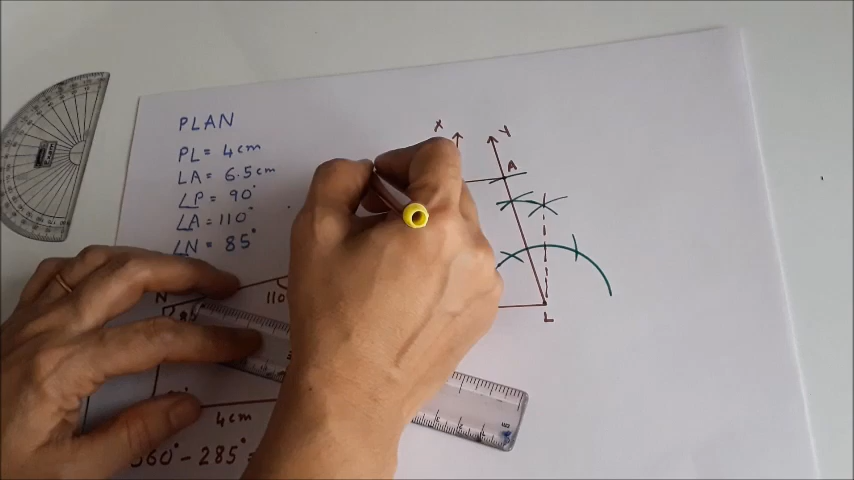 PLAN
PL = 4cm
LA = 6.5cm
∠P = 90°
∠A = 110°
∠N = 85°
X
Y
A
N
110
L
4cm
360° - 285° =